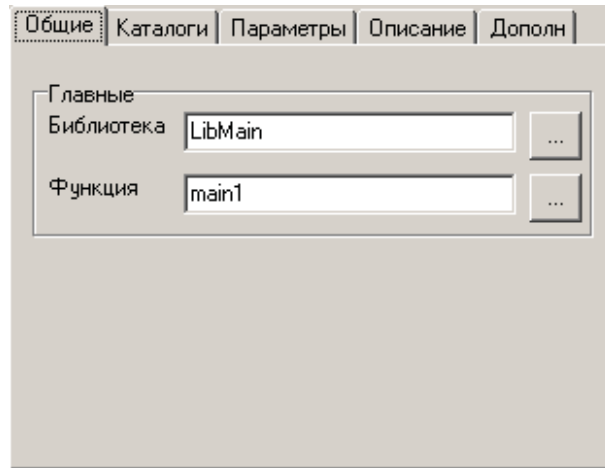 Общие Каталоги Параметры Описание Дополн
Главные
Библиотека LibMain ...
Функция main1 ...